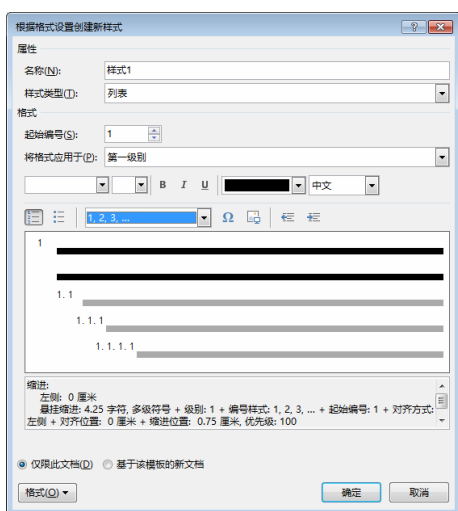 根据格式设置创建新样式
属性
名称(N): 样式1
样式类型(T): 列表
格式
起始编号(S): 1
将格式应用于(P): 第一级别
B I U 中文
1, 2, 3, ... Ω
1
1. 1
1. 1. 1
1. 1. 1. 1
缩进:
左侧: 0 厘米
悬挂缩进: 4.25 字符, 多级符号 + 级别: 1 + 编号样式: 1, 2, 3, ... + 起始编号: 1 + 对齐方式:
左侧 + 对齐位置: 0 厘米 + 缩进位置: 0.75 厘米, 优先级: 100
仅限此文档(D) 基于该模板的新文档
格式(O) 确定 取消